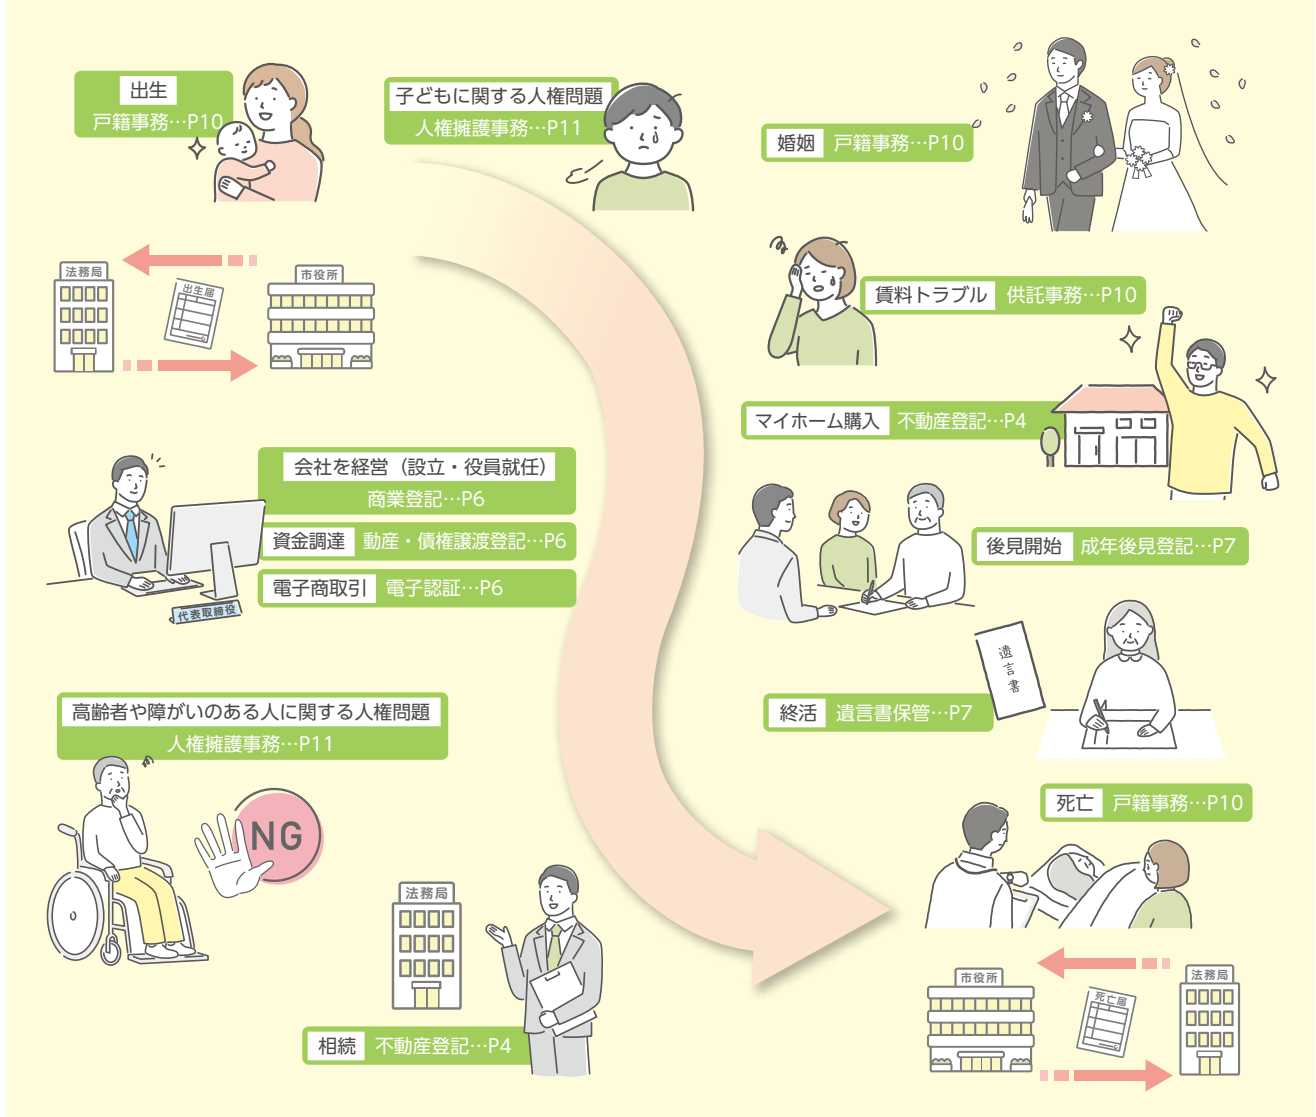 出生
戸籍事務…P10
子どもに関する人権問題
人権擁護事務…P11
婚姻 戸籍事務…P10
法務局
出生届
市役所
賃料トラブル 供託事務…P10
マイホーム購入 不動産登記…P4
会社を経営（設立・役員就任）
商業登記…P6
資金調達 動産・債権譲渡登記…P6
電子商取引 電子認証…P6
代表取締役
後見開始 成年後見登記…P7
遺言書
終活 遺言書保管…P7
高齢者や障がいのある人に関する人権問題
人権擁護事務…P11
NG
死亡 戸籍事務…P10
法務局
相続 不動産登記…P4
市役所
死亡届
法務局